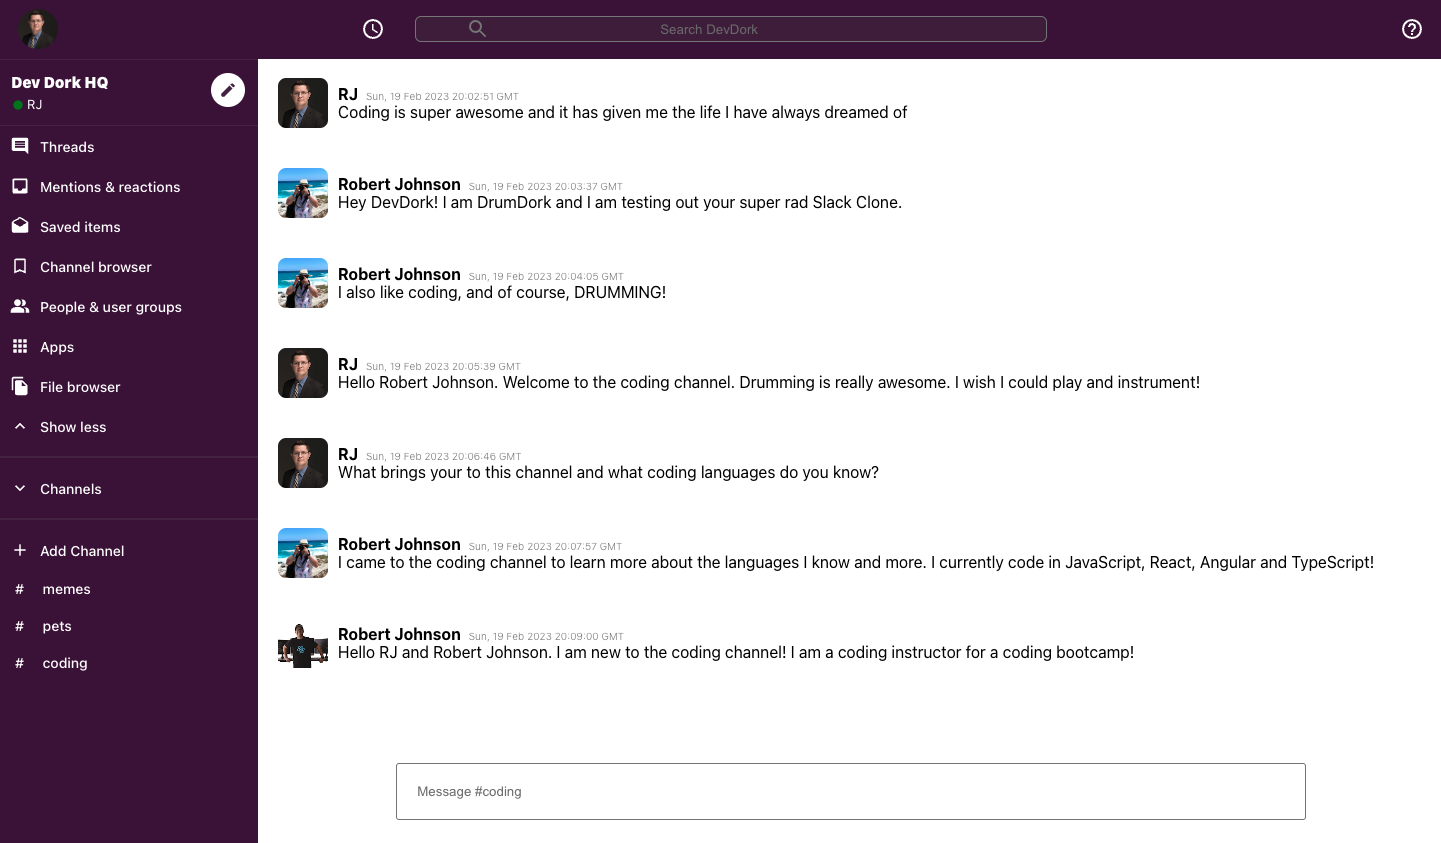 Search DevDork
Dev Dork HQ
RJ
Threads
Mentions & reactions
Saved items
Channel browser
People & user groups
Apps
File browser
Show less
Channels
Add Channel
# memes
# pets
# coding
RJ Sun, 19 Feb 2023 20:02:51 GMT
Coding is super awesome and it has given me the life I have always dreamed of
Robert Johnson Sun, 19 Feb 2023 20:03:37 GMT
Hey DevDork! I am DrumDork and I am testing out your super rad Slack Clone.
Robert Johnson Sun, 19 Feb 2023 20:04:05 GMT
I also like coding, and of course, DRUMMING!
RJ Sun, 19 Feb 2023 20:05:39 GMT
Hello Robert Johnson. Welcome to the coding channel. Drumming is really awesome. I wish I could play and instrument!
RJ Sun, 19 Feb 2023 20:06:46 GMT
What brings your to this channel and what coding languages do you know?
Robert Johnson Sun, 19 Feb 2023 20:07:57 GMT
I came to the coding channel to learn more about the languages I know and more. I currently code in JavaScript, React, Angular and TypeScript!
Robert Johnson Sun, 19 Feb 2023 20:09:00 GMT
Hello RJ and Robert Johnson. I am new to the coding channel! I am a coding instructor for a coding bootcamp!
Message #coding